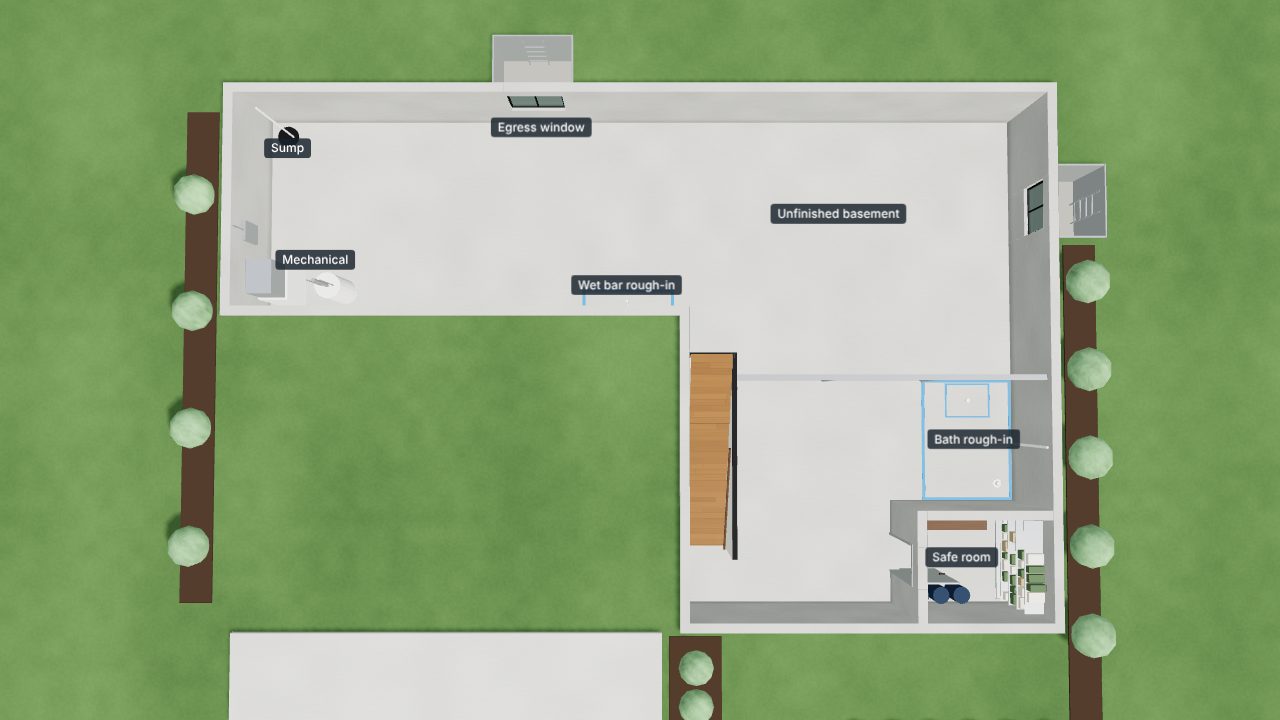 Egress window
Sump
Unfinished basement
Mechanical
Wet bar rough-in
Bath rough-in
Safe room